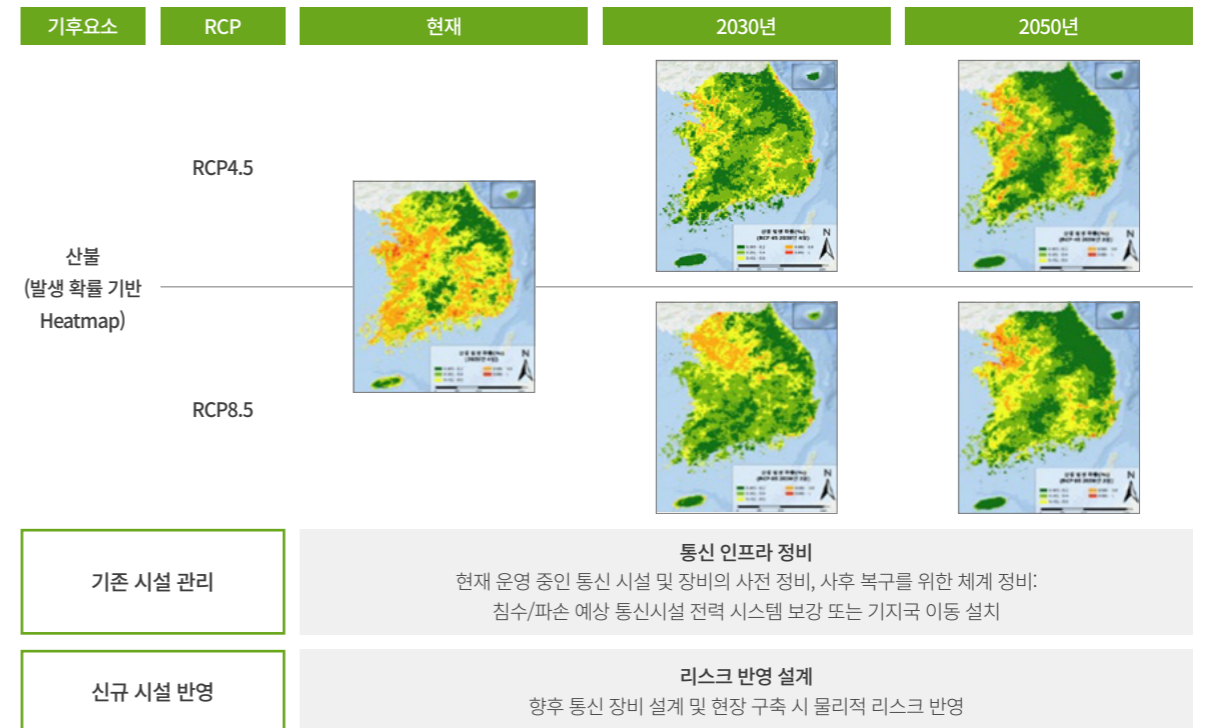 기후요소 RCP 현재 2030년 2050년
RCP4.5
산불
(발생 확률 기반
Heatmap)
RCP8.5
N
N
N
N
N
기존 시설 관리
통신 인프라 정비
현재 운영 중인 통신 시설 및 장비의 사전 정비, 사후 복구를 위한 체계 정비:
침수/파손 예상 통신시설 전력 시스템 보강 또는 기지국 이동 설치
신규 시설 반영
리스크 반영 설계
향후 통신 장비 설계 및 현장 구축 시 물리적 리스크 반영